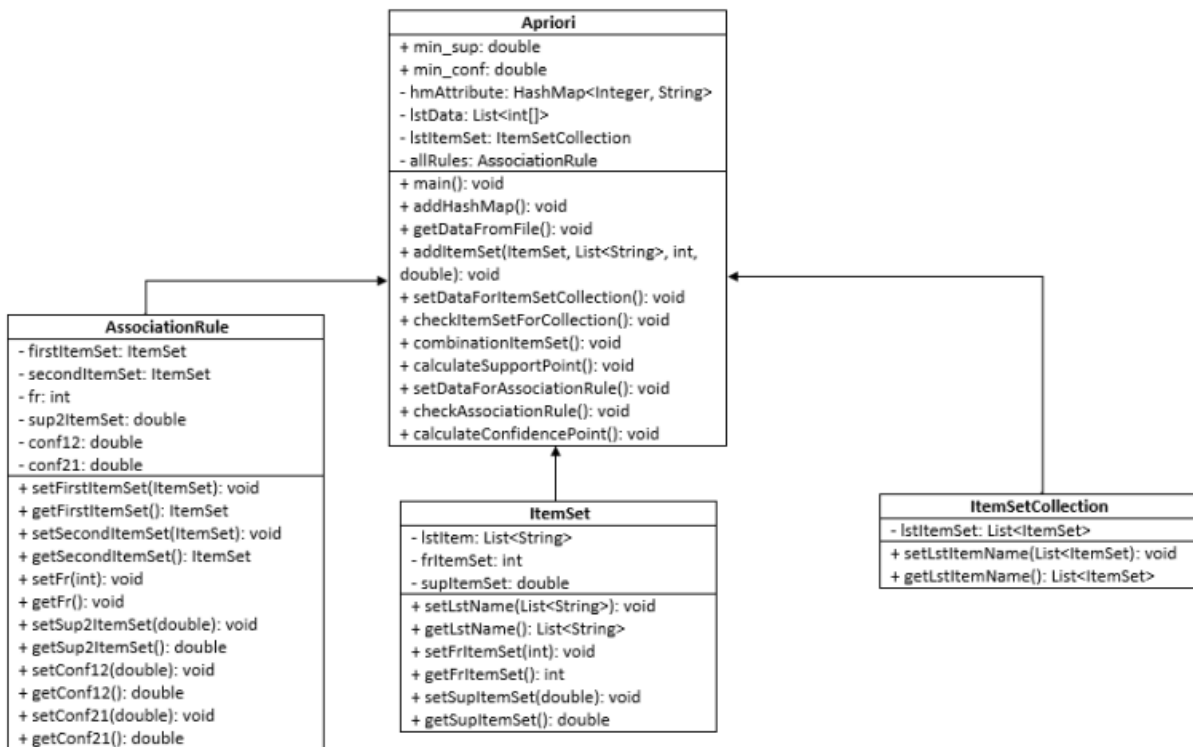 Apriori
+ min_sup: double
+ min_conf: double
- hmAttribute: HashMap<Integer, String>
- lstData: List<int[]>
- lstItemSet: ItemSetCollection
- allRules: AssociationRule
+ main(): void
+ addHashMap(): void
+ getDataFromFile(): void
+ addItemSet(ItemSet, List<String>, int,
double): void
+ setDataForItemSetCollection(): void
+ checkItemSetForCollection(): void
+ combinationItemSet(): void
+ calculateSupportPoint(): void
+ setDataForAssociationRule(): void
+ checkAssociationRule(): void
+ calculateConfidencePoint(): void
AssociationRule
- firstItemSet: ItemSet
- secondItemSet: ItemSet
- fr: int
- sup2ItemSet: double
- conf12: double
- conf21: double
+ setFirstItemSet(ItemSet): void
+ getFirstItemSet(): ItemSet
+ setSecondItemSet(ItemSet): void
+ getSecondItemSet(): ItemSet
+ setFr(int): void
+ getFr(): void
+ setSup2ItemSet(double): void
+ getSup2ItemSet(): double
+ setConf12(double): void
+ getConf12(): double
+ setConf21(double): void
+ getConf21(): double
ItemSet
- lstItem: List<String>
- frItemSet: int
- supItemSet: double
+ setLstName(List<String>): void
+ getLstName(): List<String>
+ setFrItemSet(int): void
+ getFrItemSet(): int
+ setSupItemSet(double): void
+ getSupItemSet(): double
ItemSetCollection
- lstItemSet: List<ItemSet>
+ setLstItemName(List<ItemSet): void
+ getLstItemName(): List<ItemSet>